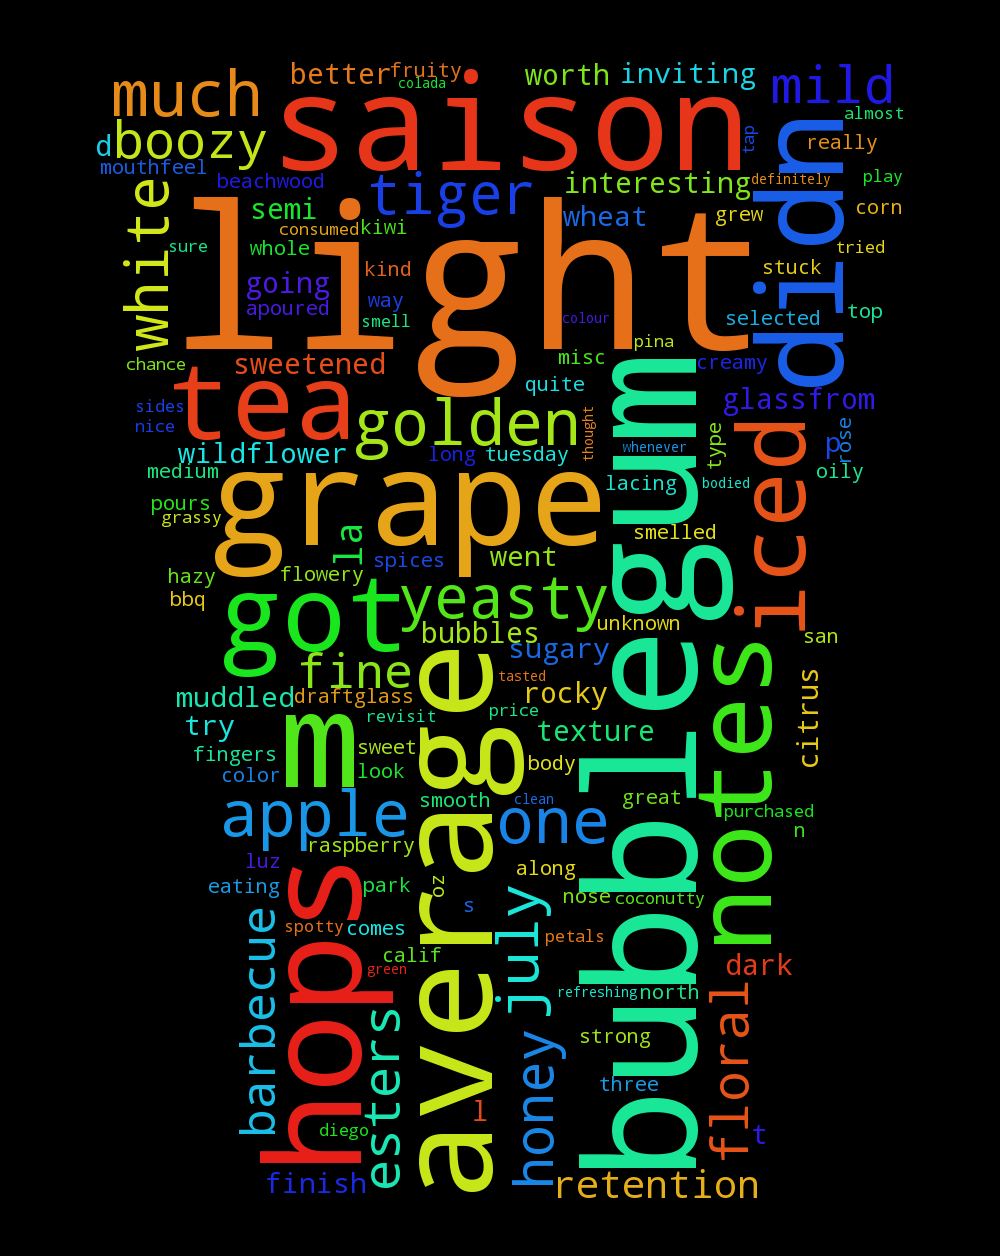 better
fruity
colada
worth
inviting
mild
much
saison
almost
d
boozy
tap
really
mouthfeel
beachwood
tiger
interesting
definitely
play
semi
wheat
grew
corn
consumed
kiwi
white
didn
sure
whole
tried
light
kind
stuck
going
way
apoured
smell
colour
selected
top
pina
chance
sweetened
misc
creamy
tea
quite
glassfrom
sides
golden
thought
nice
whenever
type
p
rose
wildflower
long
tuesday
medium
grape
lacing
bodied
oily
pours
grassy
smelled
iced
la
spices
went
hazy
flowery
bbq
got
yeasty
bubblegum
unknown
bubbles
san
fine
sugary
tasted
muddled
draftglass
rocky
citrus
revisit
price
try
m
texture
notes
fingers
sweet
color
look
body
average
smooth
clean
great
apple
one
purchased
n
raspberry
luz
along
eating
park
oz
nose
coconutty
hops
s
july
spotty
comes
petals
barbecue
calif
green
dark
refreshing
north
floral
esters
strong
honey
three
l
diego
t
finish
retention